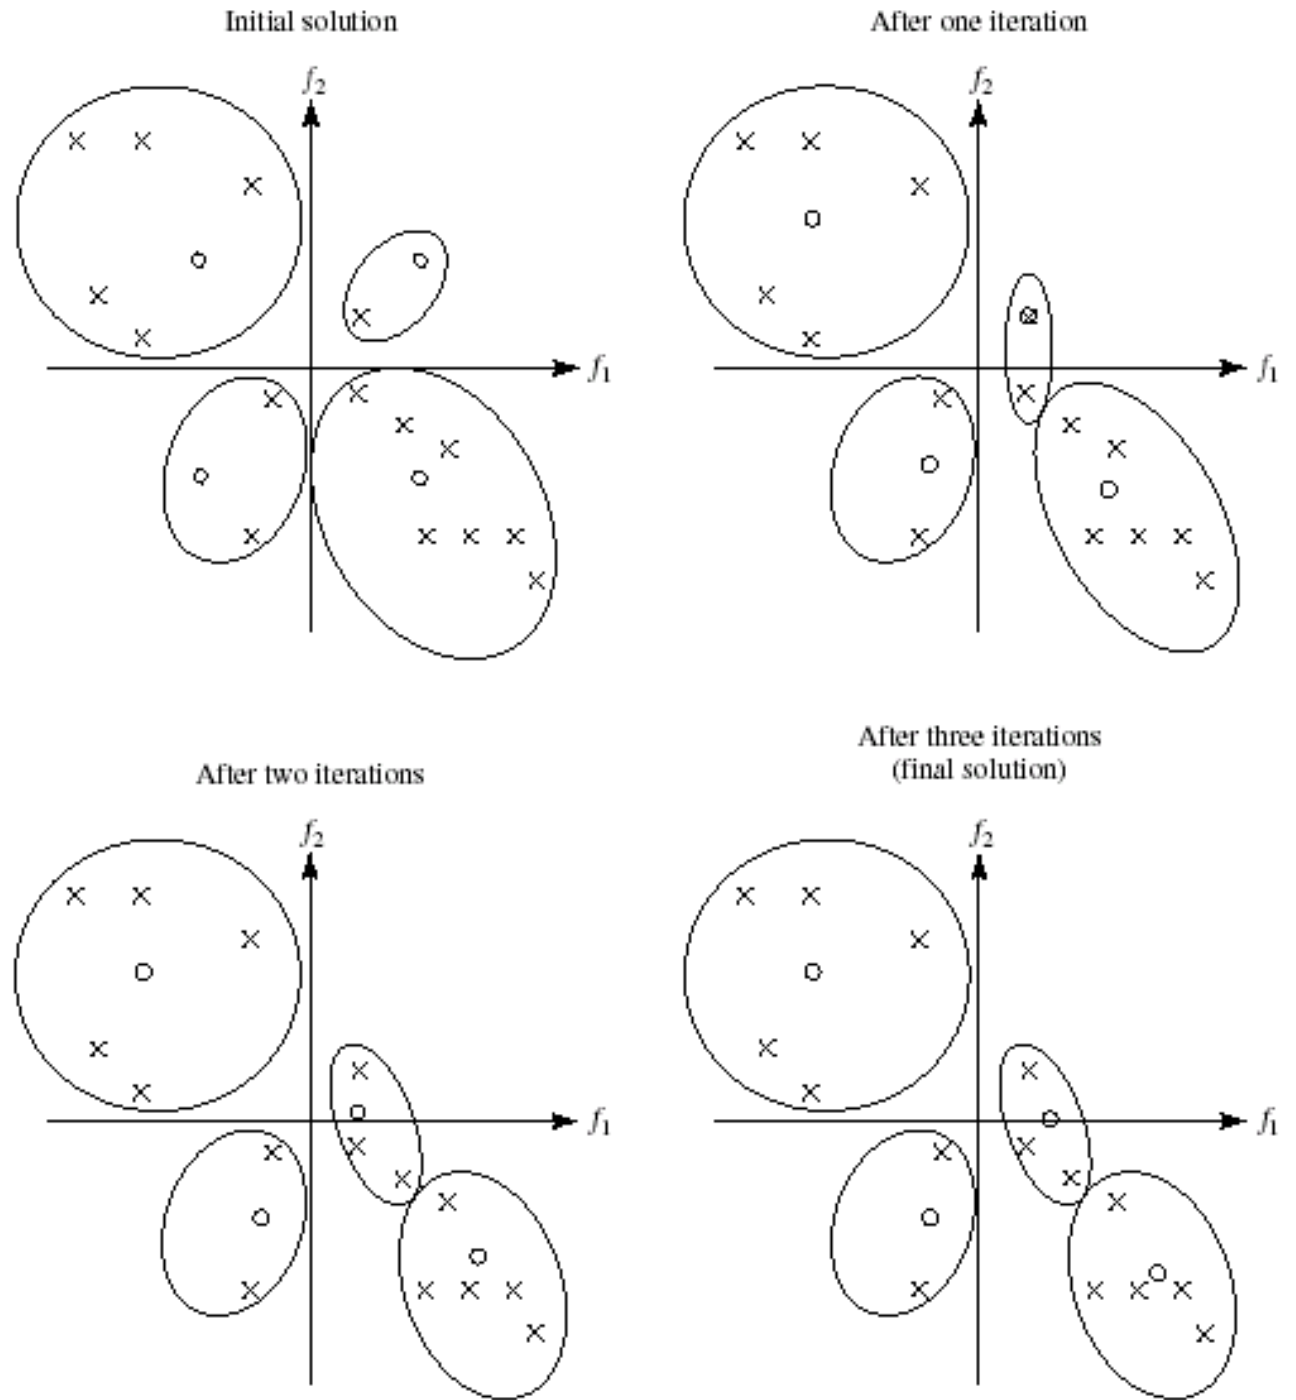 Initial solution
After one iteration
f2
f2
f1
f1
After two iterations
After three iterations
(final solution)
f2
f2
f1
f1